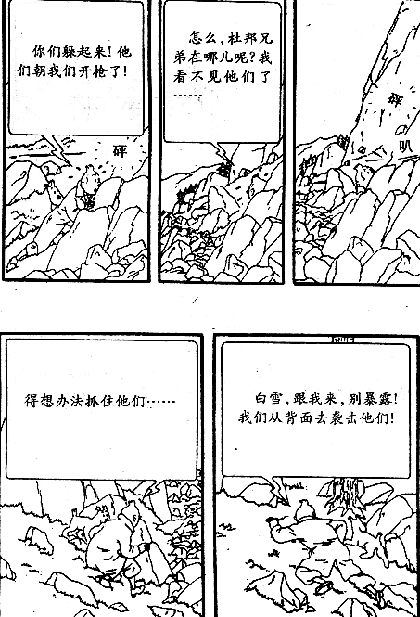 你们躲起来！他
们朝我们开枪了！
砰
怎么，杜邦兄
弟在哪儿呢？我
看不见他们了
……
砰
砰
叽
得想办法抓住他们……
白雪，跟我来，别暴露！
我们从背面去袭击他们！